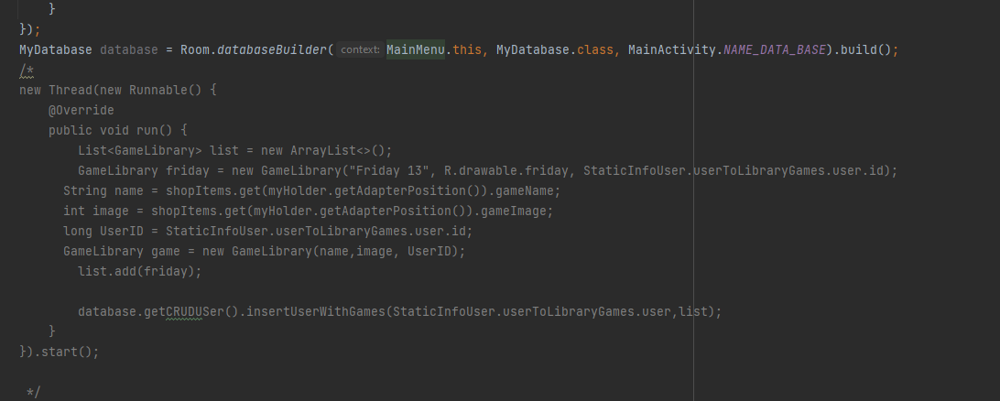 }
});
MyDatabase database = Room.databaseBuilder( context: MainMenu.this, MyDatabase.class, MainActivity.NAME_DATA_BASE).build();
/*
new Thread(new Runnable() {
    @Override
    public void run() {
        List<GameLibrary> list = new ArrayList<>();
        GameLibrary friday = new GameLibrary("Friday 13", R.drawable.friday, StaticInfoUser.userToLibraryGames.user.id);
      String name = shopItems.get(myHolder.getAdapterPosition()).gameName;
      int image = shopItems.get(myHolder.getAdapterPosition()).gameImage;
      long UserID = StaticInfoUser.userToLibraryGames.user.id;
      GameLibrary game = new GameLibrary(name,image, UserID);
        list.add(friday);

        database.getCRUDUSer().insertUserWithGames(StaticInfoUser.userToLibraryGames.user,list);
    }
}).start();

 */